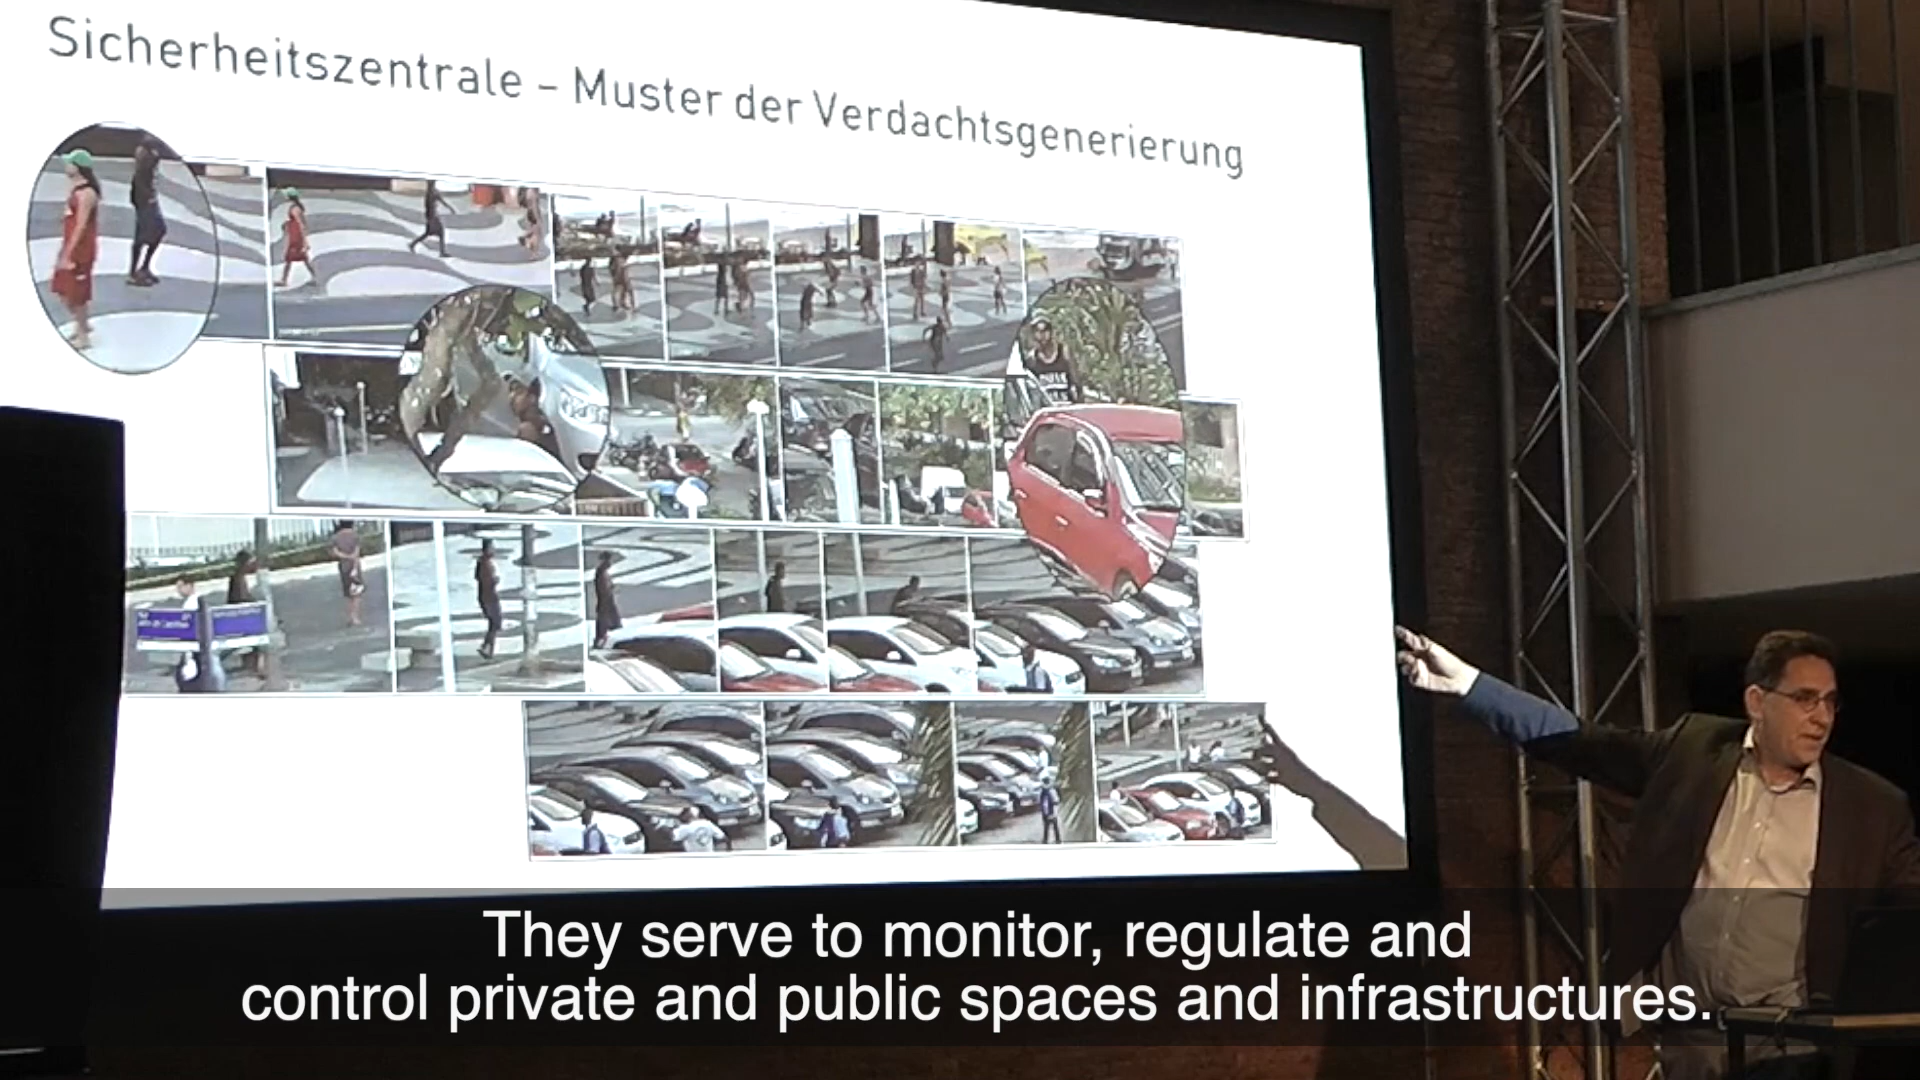 Sicherheitszentrale – Muster der Verdachtsgenerierung
They serve to monitor, regulate and
control private and public spaces and infrastructures.